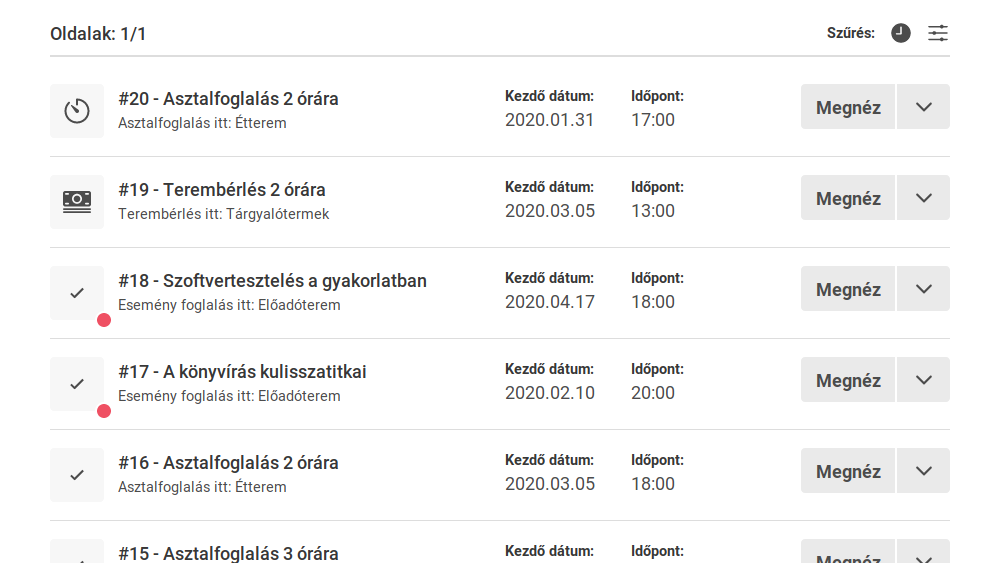 Oldalak: 1/1
Szűrés:
#20 - Asztalfoglalás 2 órára
Asztalfoglalás itt: Étterem
Kezdő dátum:
2020.01.31
Időpont:
17:00
Megnéz
#19 - Terembérlés 2 órára
Terembérlés itt: Tárgyalótermek
Kezdő dátum:
2020.03.05
Időpont:
13:00
Megnéz
#18 - Szoftvertesztelés a gyakorlatban
Esemény foglalás itt: Előadóterem
Kezdő dátum:
2020.04.17
Időpont:
18:00
Megnéz
#17 - A könyvírás kulisszatitkai
Esemény foglalás itt: Előadóterem
Kezdő dátum:
2020.02.10
Időpont:
20:00
Megnéz
#16 - Asztalfoglalás 2 órára
Asztalfoglalás itt: Étterem
Kezdő dátum:
2020.03.05
Időpont:
18:00
Megnéz
#15 - Asztalfoglalás 3 órára
Kezdő dátum:
Időpont:
Megnéz